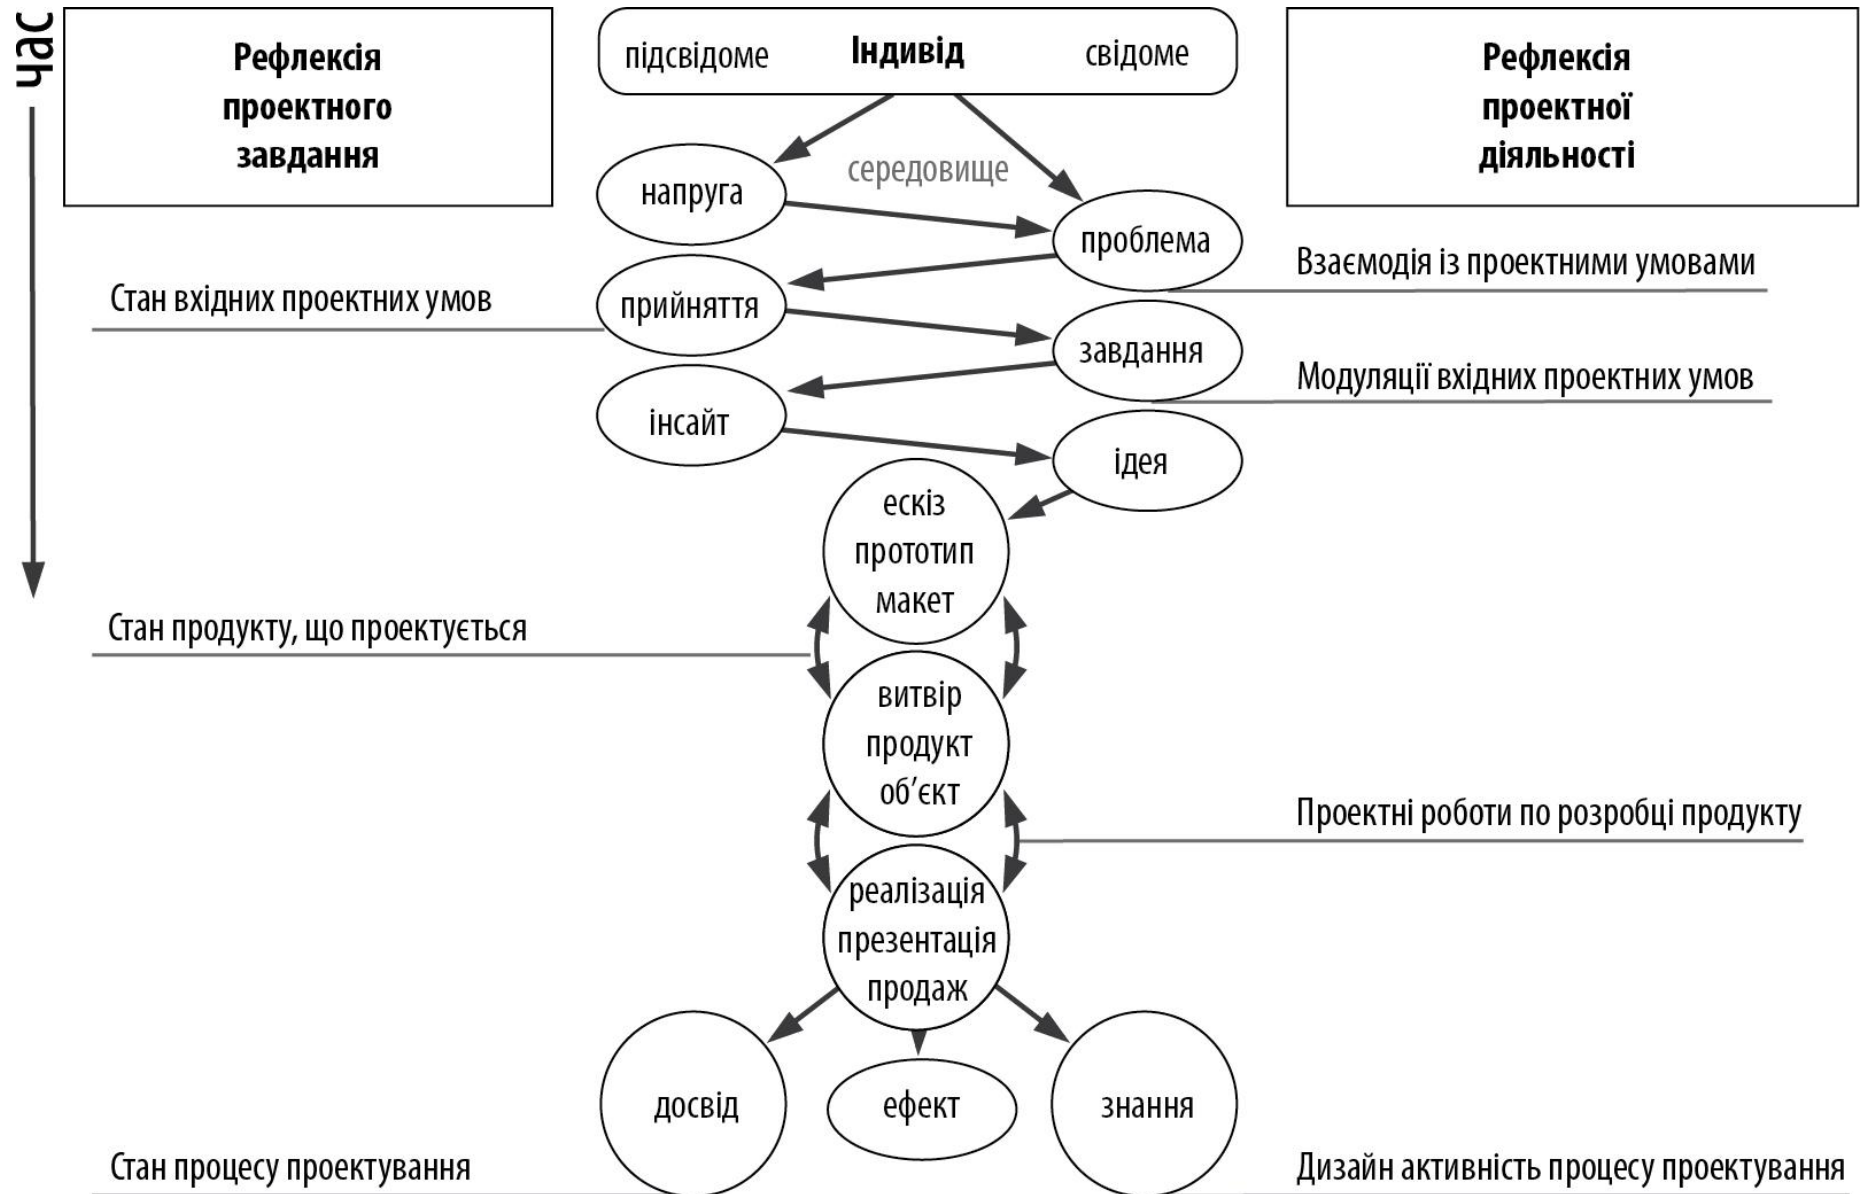 час
Рефлексія
проектного
завдання
підсвідоме Індивід свідоме
Рефлексія
проектної
діяльності
середовище
напруга
проблема
Взаємодія із проектними умовами
Стан вхідних проектних умов
прийняття
завдання
Модуляції вхідних проектних умов
інсайт
ідея
ескіз
прототип
макет
Стан продукту, що проектується
витвір
продукт
об'єкт
Проектні роботи по розробці продукту
реалізація
презентація
продаж
досвід
ефект
знання
Стан процесу проектування
Дизайн активність процесу проектування